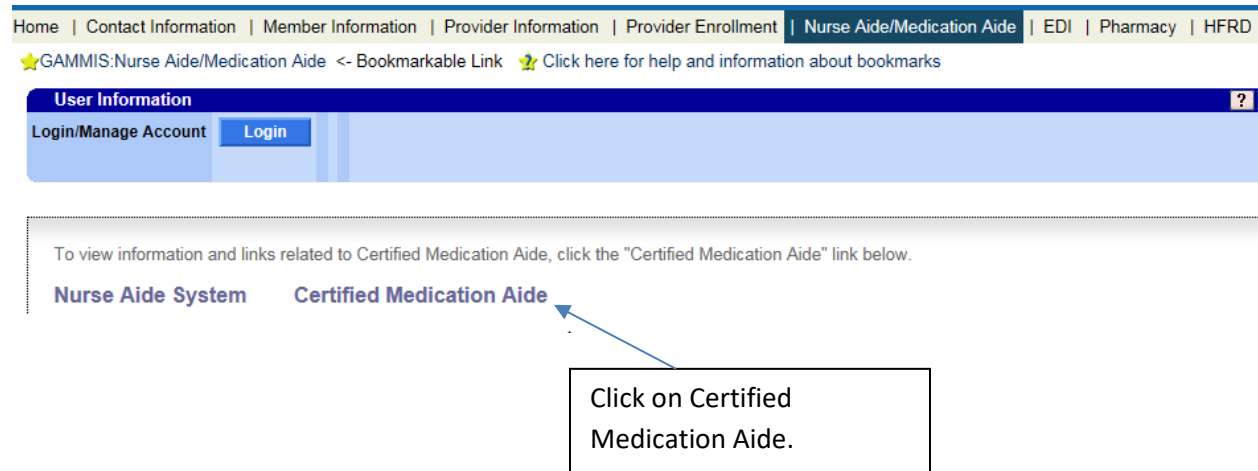 Home | Contact Information | Member Information | Provider Information | Provider Enrollment | Nurse Aide/Medication Aide | EDI | Pharmacy | HFRD
GAMMIS:Nurse Aide/Medication Aide <- Bookmarkable Link ? Click here for help and information about bookmarks
User Information ?
Login/Manage Account Login
To view information and links related to Certified Medication Aide, click the "Certified Medication Aide" link below.
Nurse Aide System Certified Medication Aide
Click on Certified
Medication Aide.